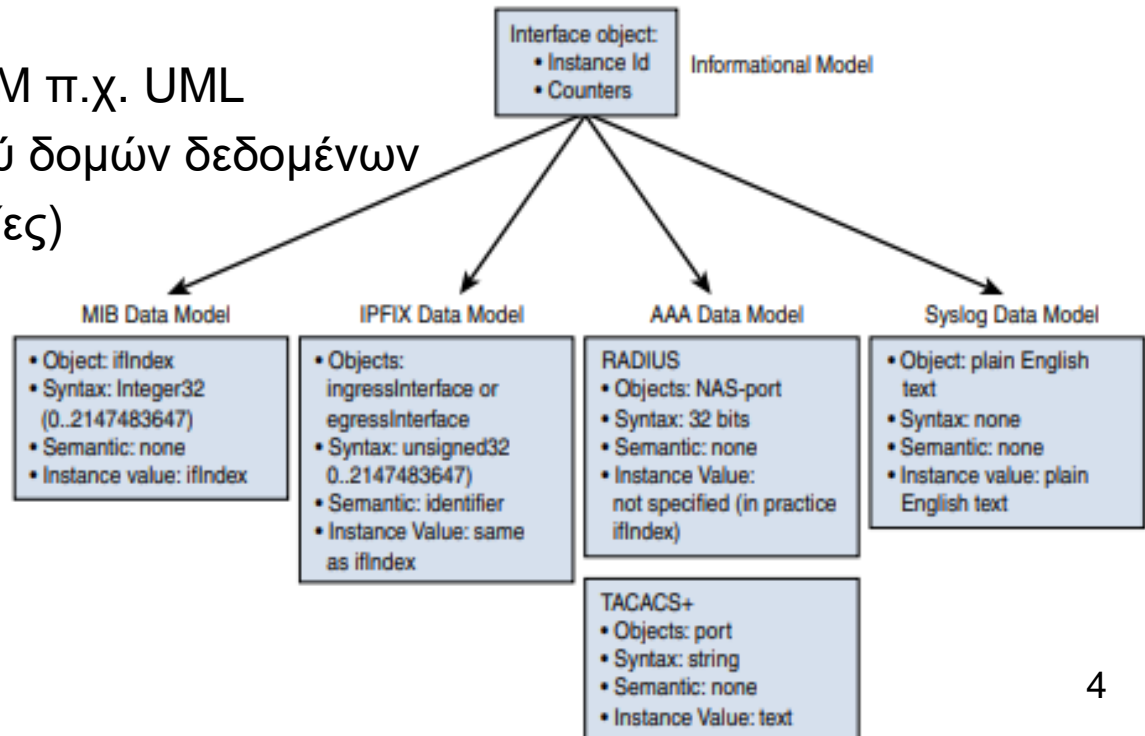 Μ π.χ. UML
ύ δομών δεδομένων
ίες)
Interface object:
• Instance Id
• Counters
Informational Model
MIB Data Model
• Object: ifIndex
• Syntax: Integer32
(0..2147483647)
• Semantic: none
• Instance value: ifIndex
IPFIX Data Model
• Objects:
ingressInterface or
egressInterface
• Syntax: unsigned32
0..2147483647)
• Semantic: identifier
• Instance Value: same
as ifIndex
AAA Data Model
RADIUS
• Objects: NAS-port
• Syntax: 32 bits
• Semantic: none
• Instance Value:
not specified (in practice
ifIndex)
TACACS+
• Objects: port
• Syntax: string
• Semantic: none
• Instance Value: text
Syslog Data Model
• Object: plain English
text
• Syntax: none
• Semantic: none
• Instance value: plain
English text
4